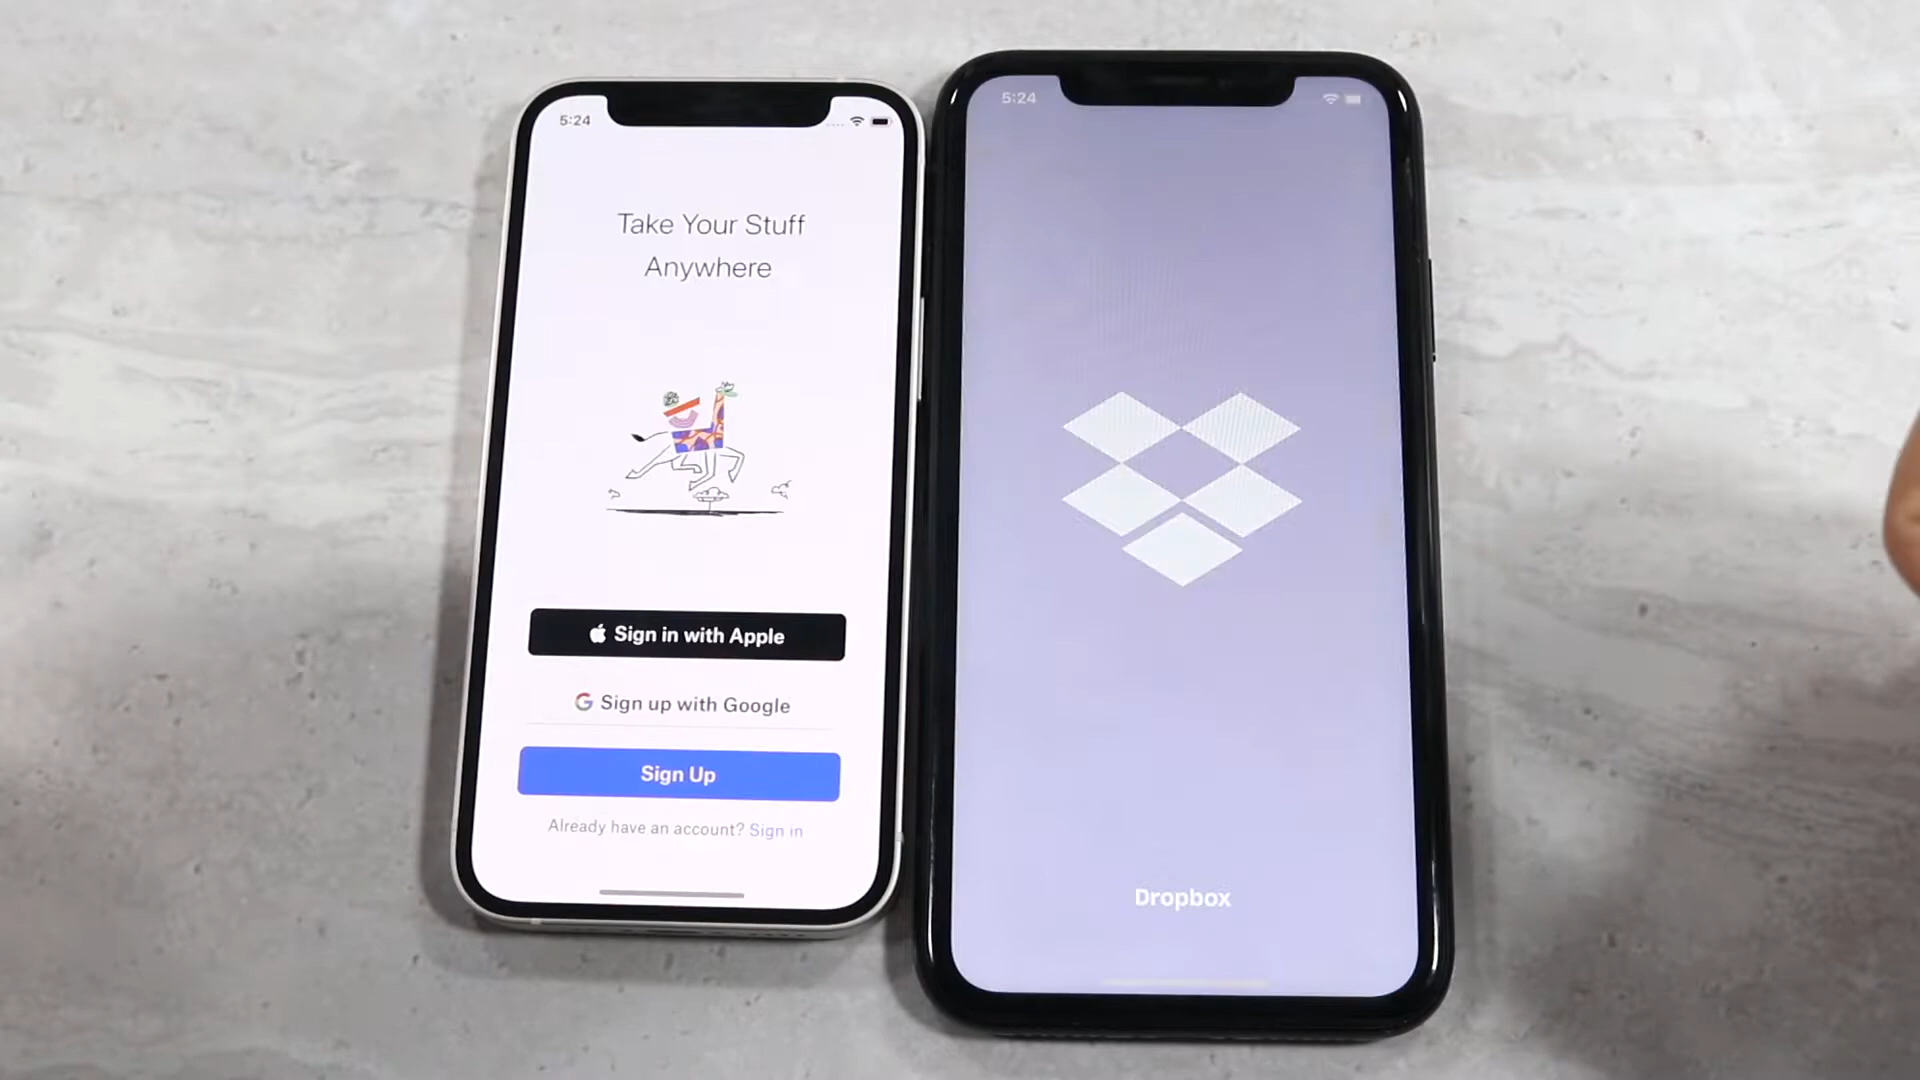 5:24
Take Your Stuff
Anywhere
Sign in with Apple
Sign up with Google
Sign Up
Already have an account? Sign in
5:24
Dropbox